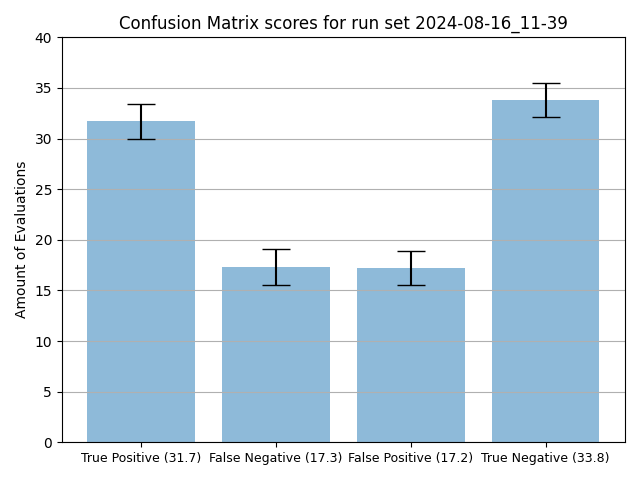 Confusion Matrix scores for run set 2024-08-16_11-39
Amount of Evaluations
40
35
30
25
20
15
10
5
0
True Positive (31.7)
False Negative (17.3)
False Positive (17.2)
True Negative (33.8)